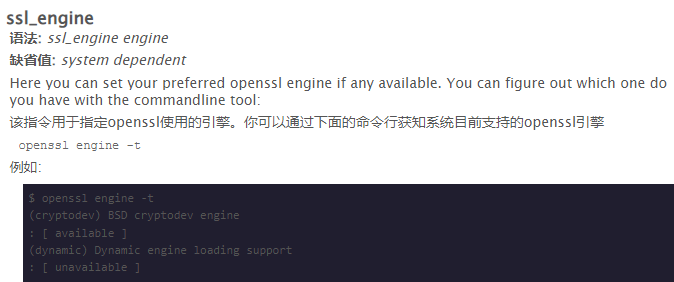 ssl_engine
语法: ssl_engine engine
缺省值: system dependent
Here you can set your preferred openssl engine if any available. You can figure out which one do
you have with the commandline tool:
该指令用于指定openssl使用的引擎。你可以通过下面的命令行获知系统目前支持的openssl引擎
openssl engine -t
例如:
$ openssl engine -t
(cryptodev) BSD cryptodev engine
: [ available ]
(dynamic) Dynamic engine loading support
: [ unavailable ]